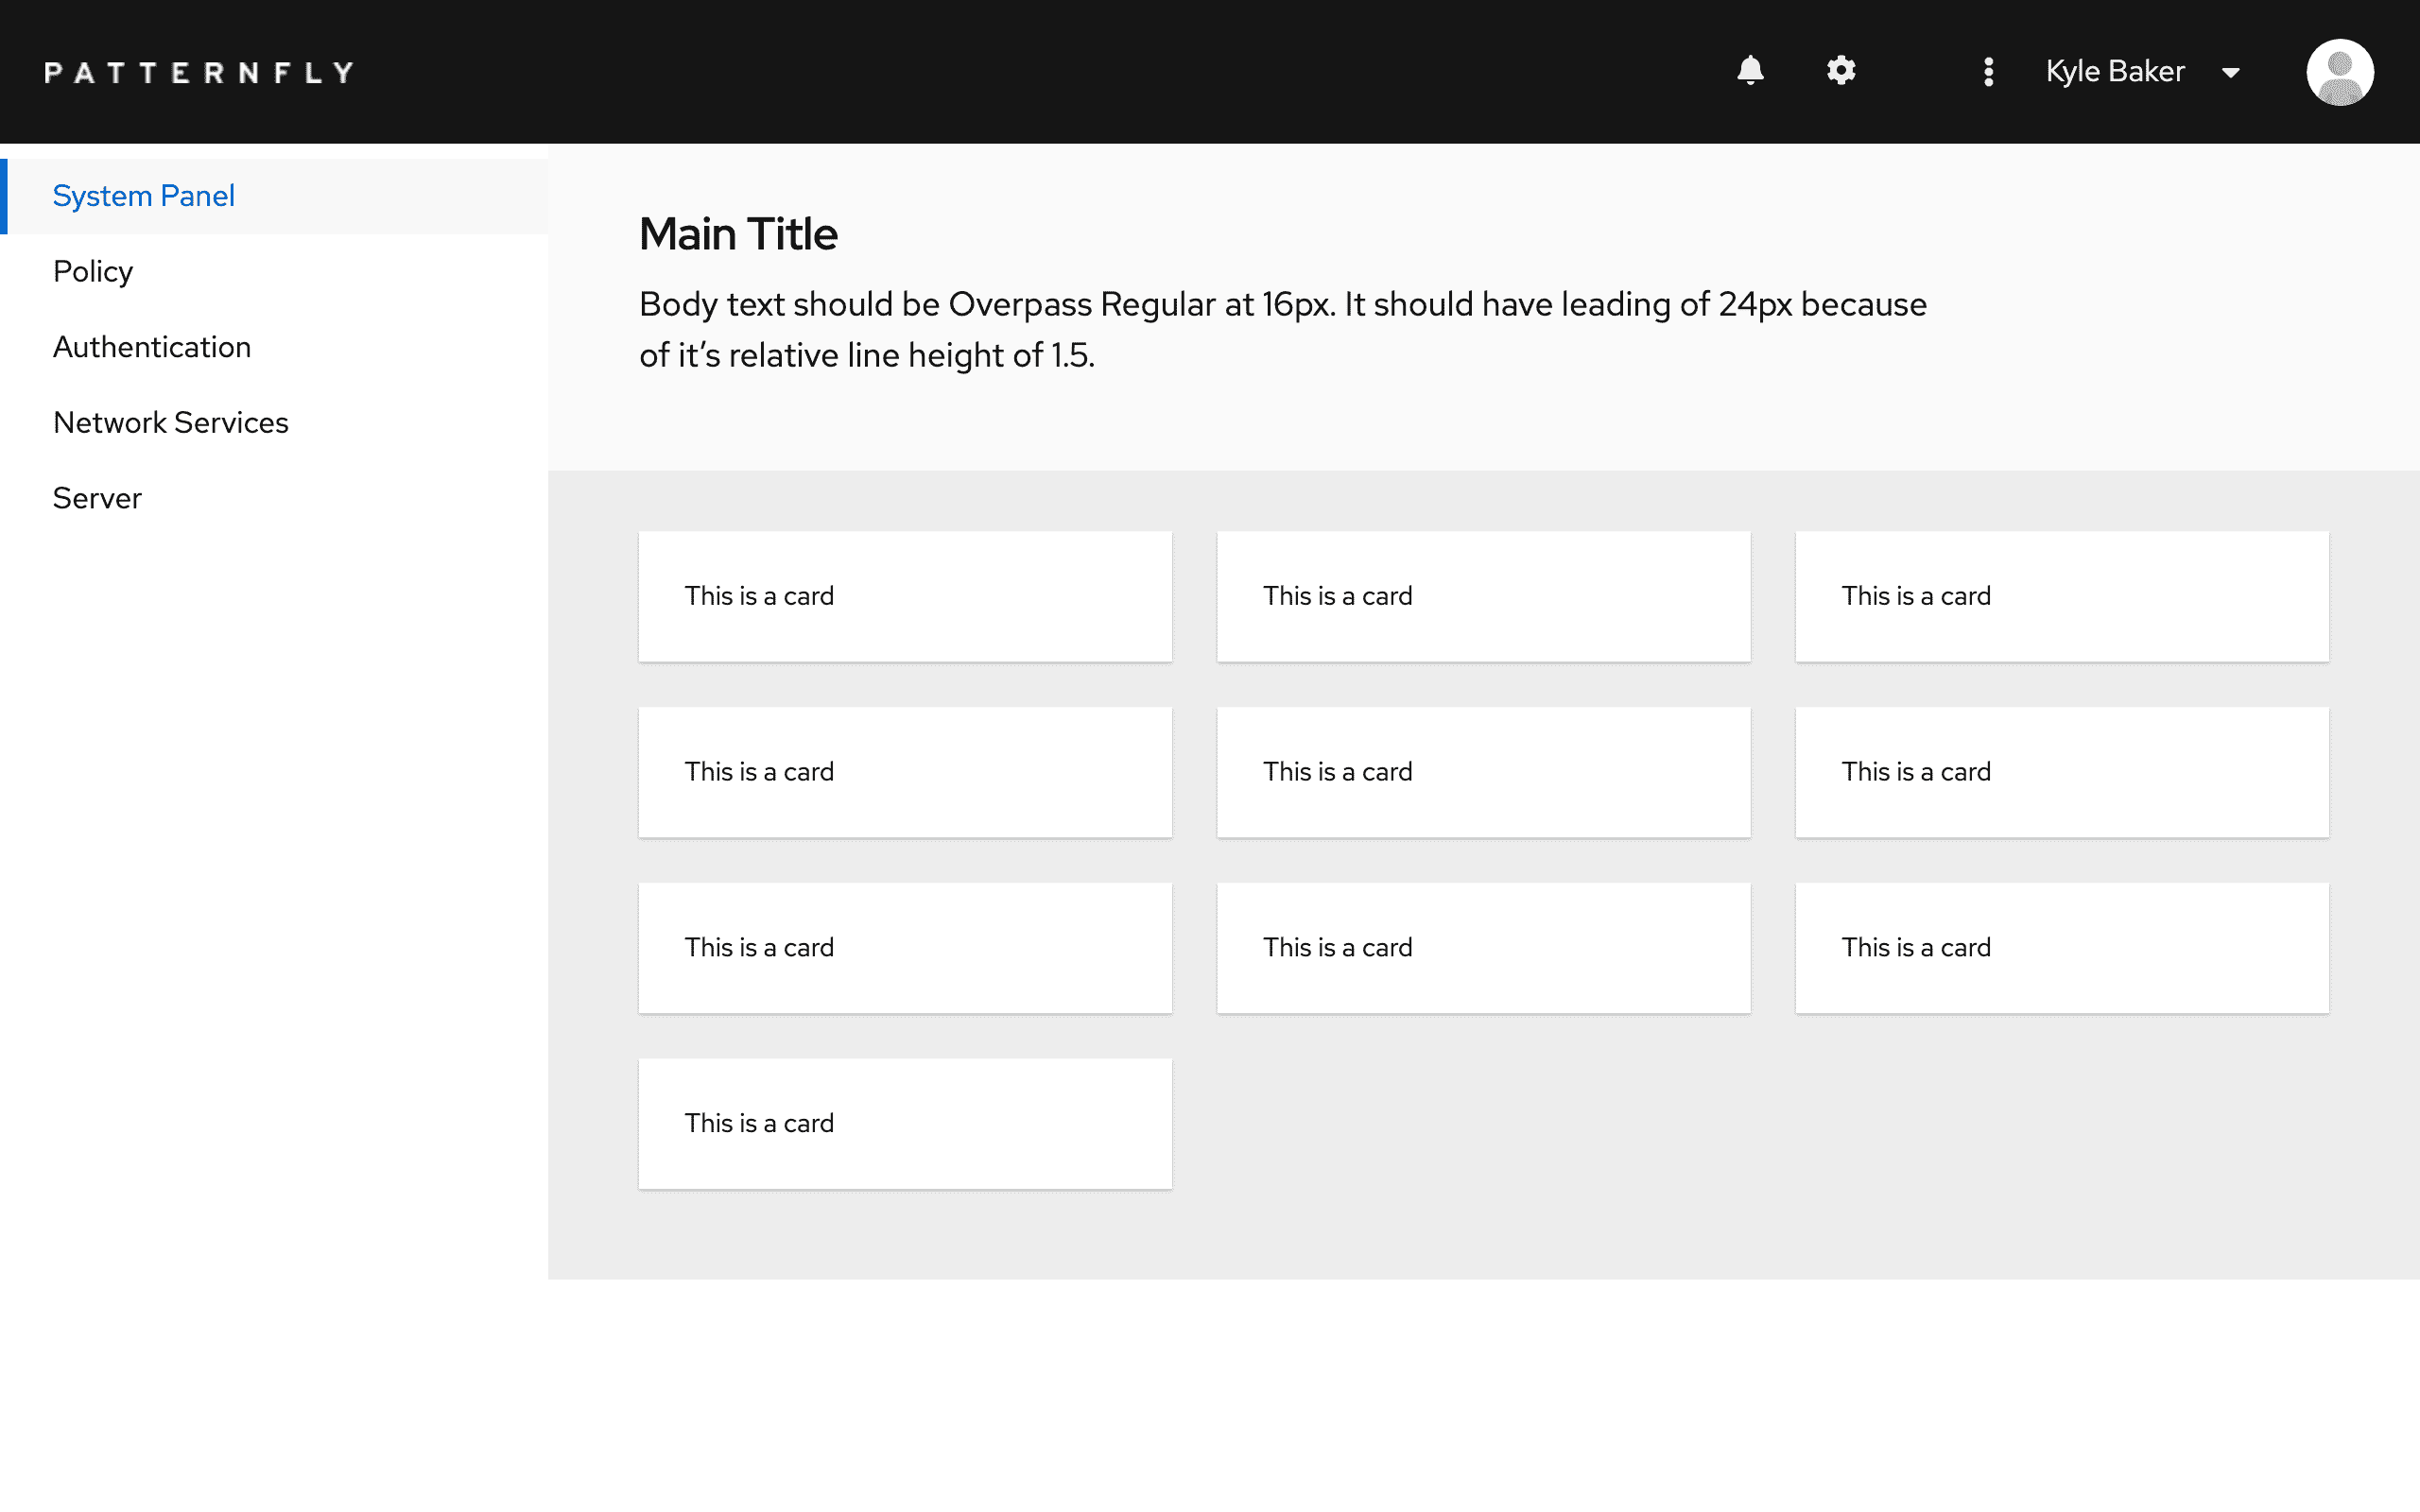 PATTERNFLY
Kyle Baker
System Panel
Policy
Authentication
Network Services
Server
Main Title
Body text should be Overpass Regular at 16px. It should have leading of 24px because
of it’s relative line height of 1.5.
This is a card
This is a card
This is a card
This is a card
This is a card
This is a card
This is a card
This is a card
This is a card
This is a card